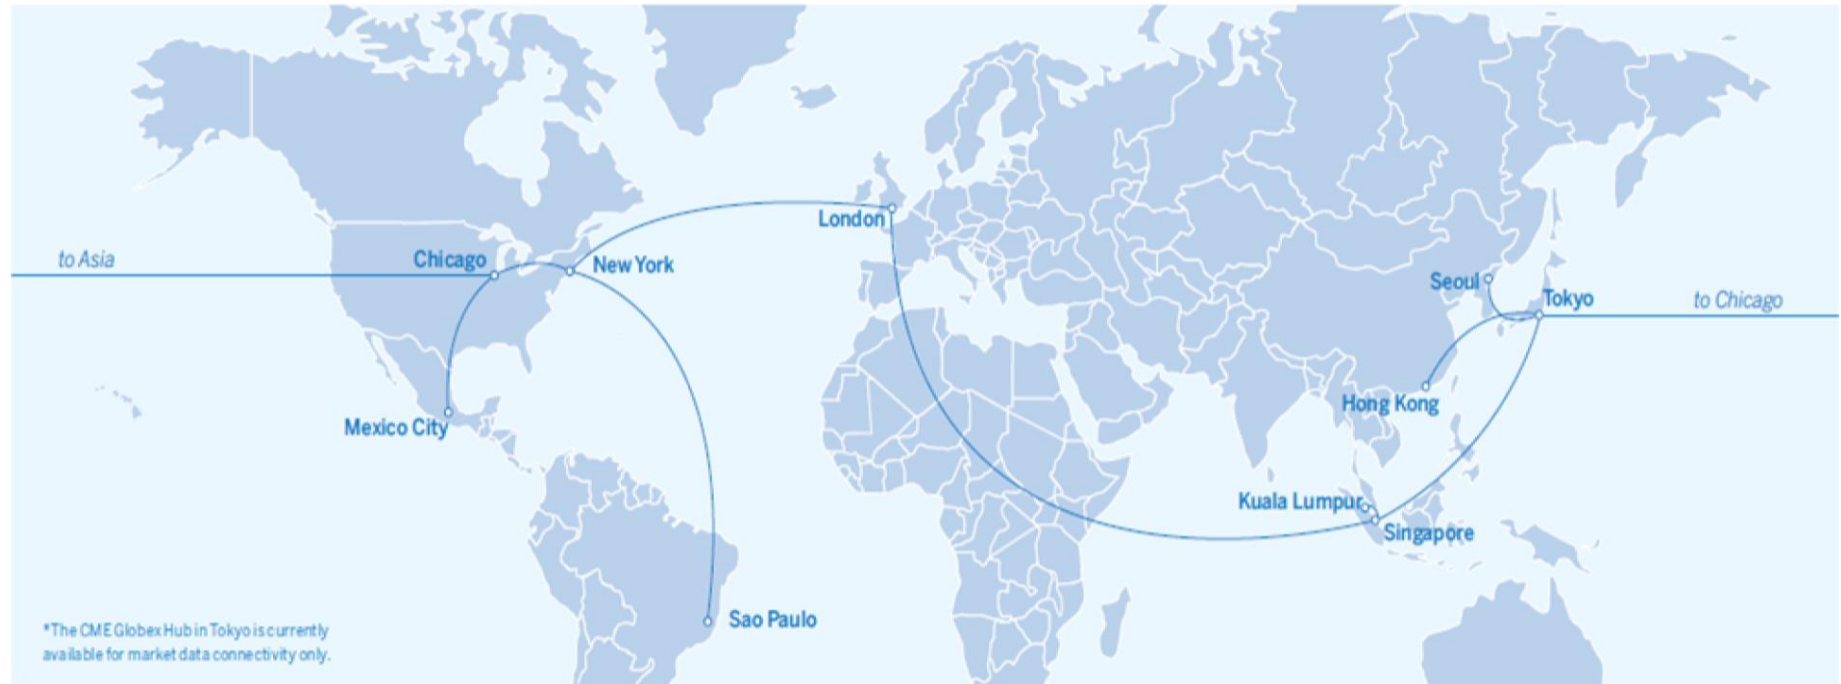 to Asia
Chicago
New York
London
Seoul
Tokyo
to Chicago
Mexico City
Hong Kong
Kuala Lumpur
Singapore
Sao Paulo
*The CME Globex Hub in Tokyo is currently
available for market data connectivity only.